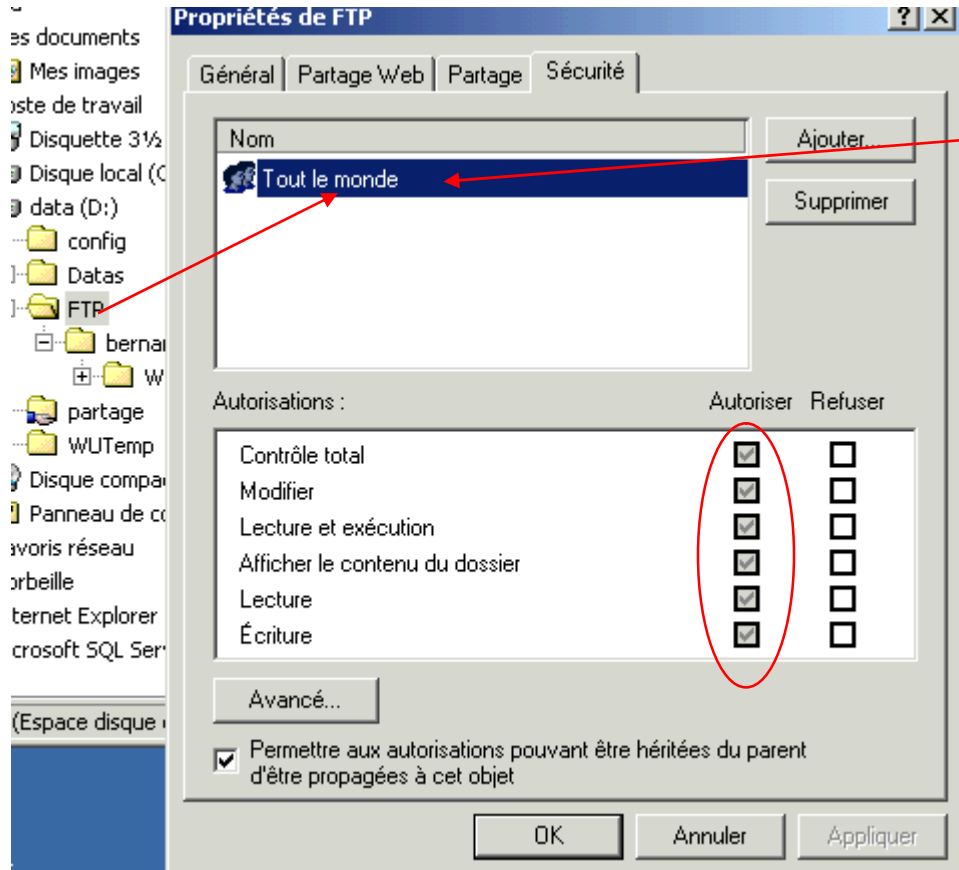 Propriétés de FTP
es documents
Mes images
oste de travail
Disquette 3½
Disque local (C
data (D:)
config
Datas
FTP
bernar
W
partage
WUTemp
Disque compa
Panneau de co
avoris réseau
orbeille
ternet Explorer
crosoft SQL Ser
(Espace disque
Général
Partage Web
Partage
Sécurité
Nom
Ajouter...
Tout le monde
Supprimer
Autorisations :
Autoriser Refuser
Contrôle total
Modifier
Lecture et exécution
Afficher le contenu du dossier
Lecture
Écriture
Avancé...
Permettre aux autorisations pouvant être héritées du parent
d'être propagées à cet objet
OK
Annuler
Appliquer